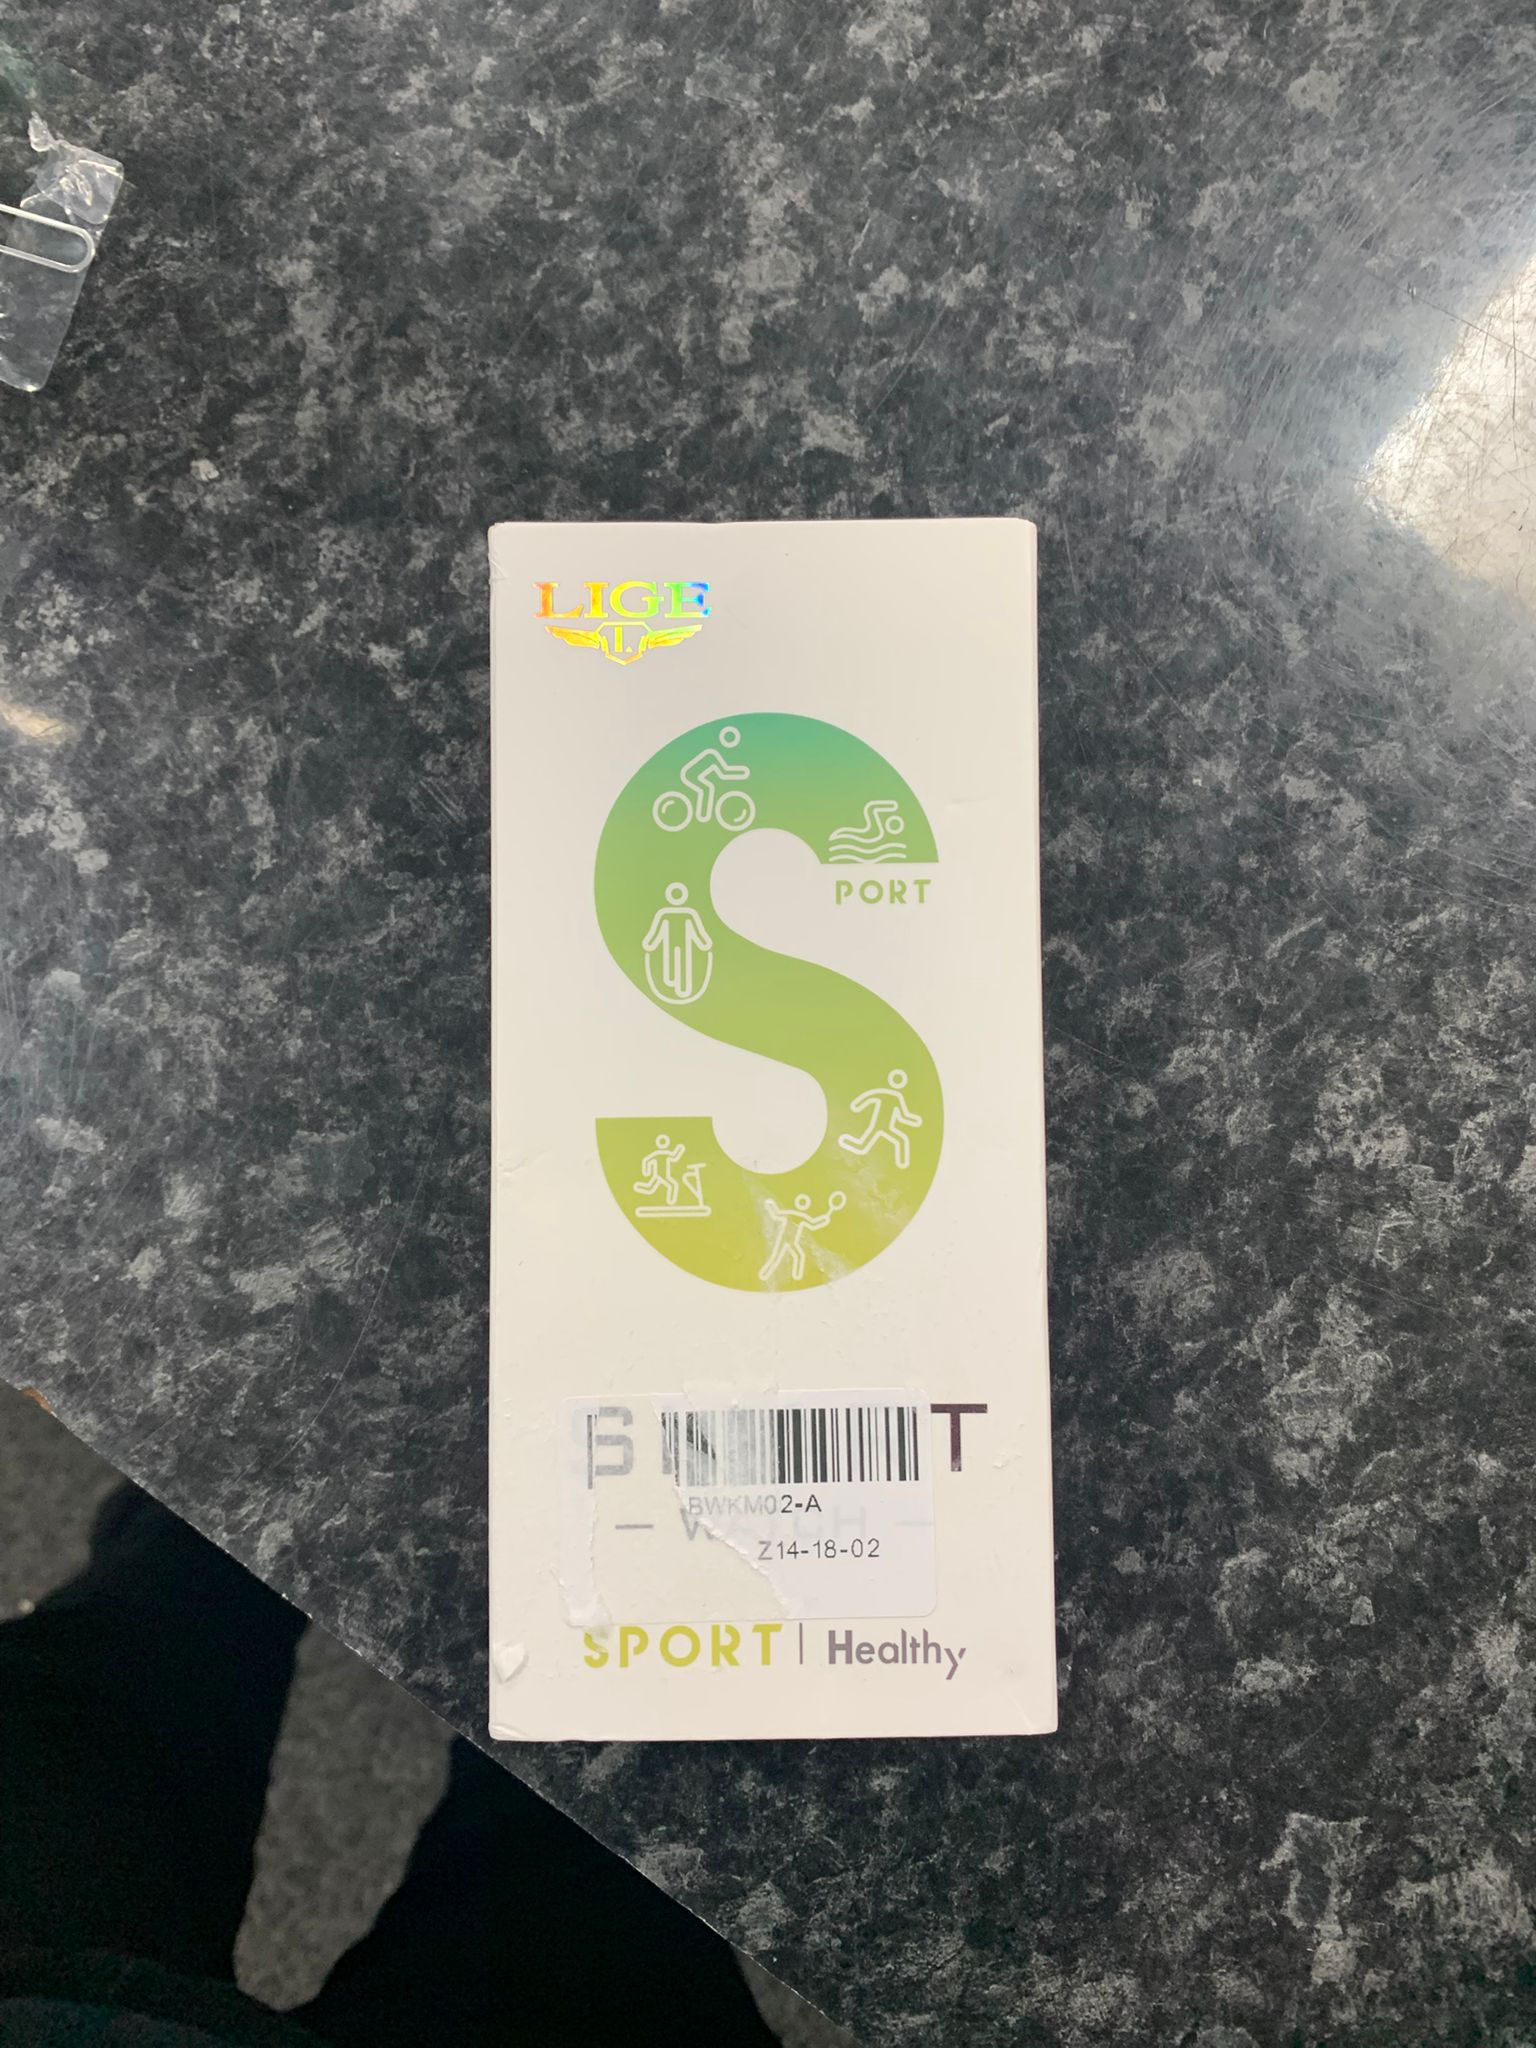 LIGE
PORT
BWKM02-A
Z14-18-02
SPORT | Healthy